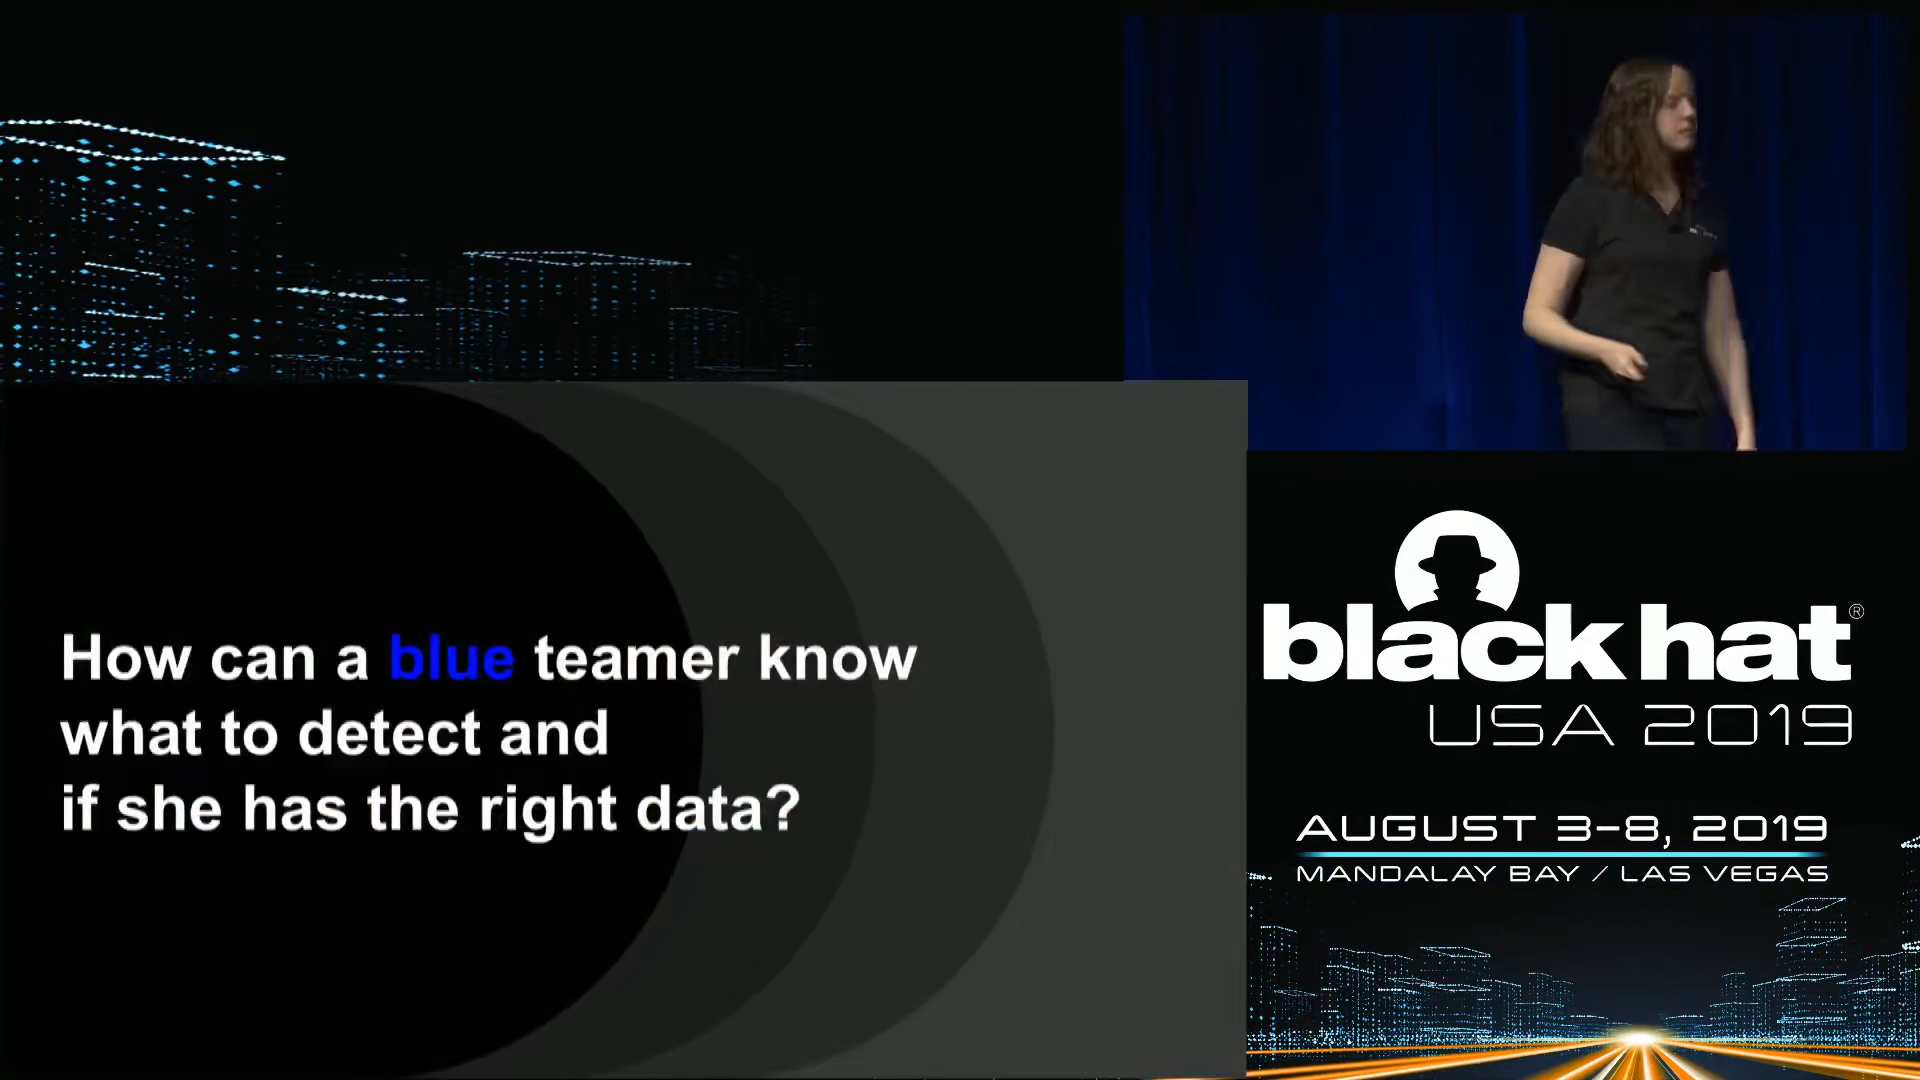 How can a blue teamer know
what to detect and
if she has the right data?
black hat®
USA 2019
AUGUST 3-8, 2019
MANDALAY BAY / LAS VEGAS